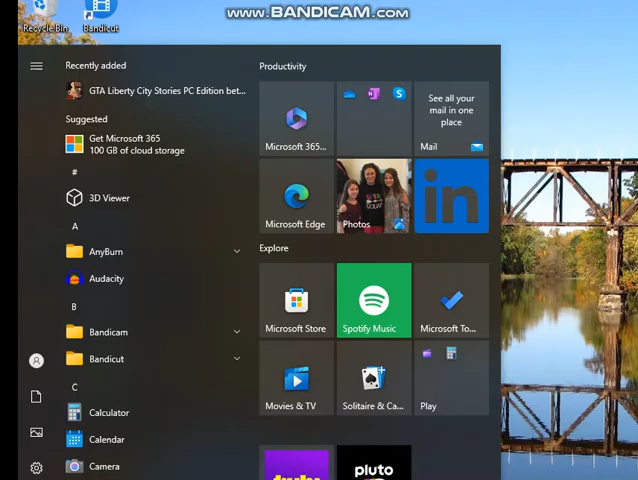 WWW.BANDICAM.COM
Recycle Bin
Bandicut
Recently added
GTA Liberty City Stories PC Edition bet...
Suggested
Get Microsoft 365
100 GB of cloud storage
#
3D Viewer
A
AnyBurn
Audacity
B
Bandicam
Bandicut
C
Calculator
Calendar
Camera
Productivity
Microsoft 365...
See all your
mail in one
place
Mail
Microsoft Edge
Photos
in
Explore
Microsoft Store
Spotify Music
Microsoft To...
Movies & TV
Solitaire & Ca...
Play
tubi
pluto